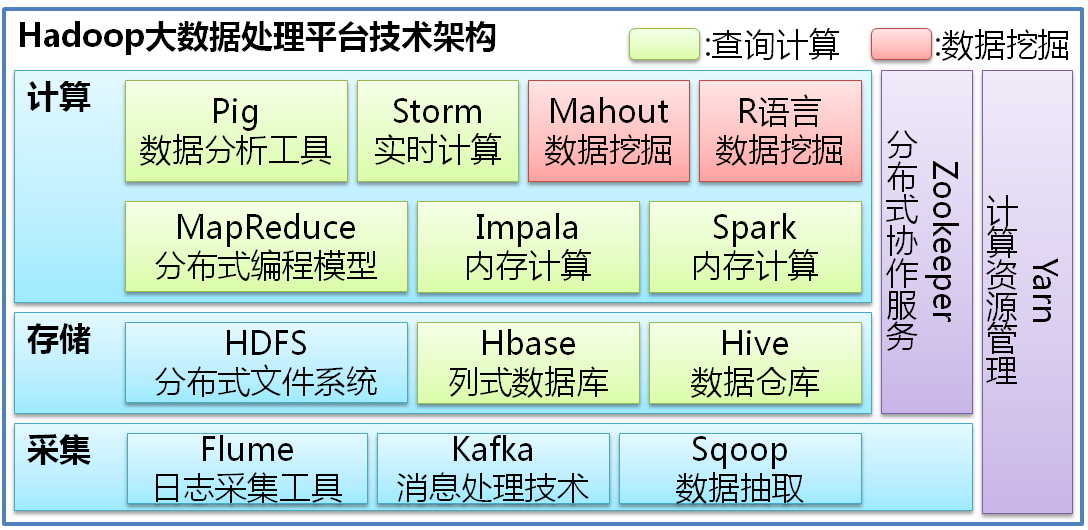 Hadoop大数据处理平台技术架构
:查询计算
:数据挖掘
计算
Pig
数据分析工具
Storm
实时计算
Mahout
数据挖掘
R语言
数据挖掘
MapReduce
分布式编程模型
Impala
内存计算
Spark
内存计算
存储
HDFS
分布式文件系统
Hbase
列式数据库
Hive
数据仓库
采集
Flume
日志采集工具
Kafka
消息处理技术
Sqoop
数据抽取
Zookeeper
分布式协作服务
Yarn
计算资源管理